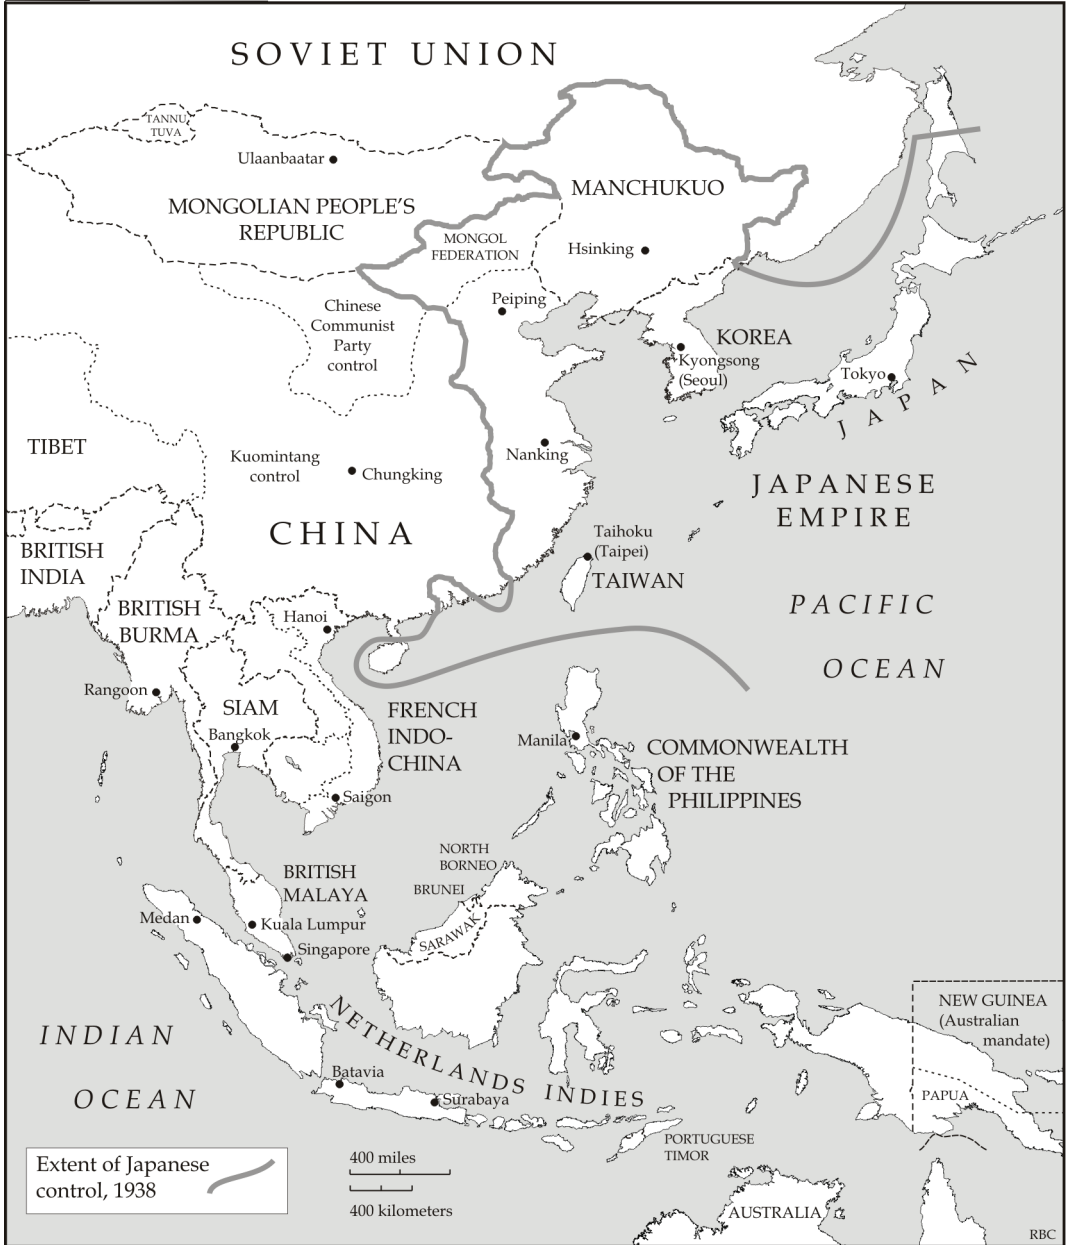 SOVIET UNION
TANNU
TUVA
Ulaanbaatar
MONGOLIAN PEOPLE'S
REPUBLIC
MANCHUKUO
MONGOL
FEDERATION
Hsinking
Peiping
Chinese
Communist
Party
control
KOREA
Kyongsong
(Seoul)
Tokyo
JAPAN
TIBET
Kuomintang
control
Chungking
Nanking
JAPANESE
EMPIRE
CHINA
Taihoku
(Taipei)
TAIWAN
BRITISH
INDIA
BRITISH
BURMA
Hanoi
PACIFIC
OCEAN
Rangoon
SIAM
Bangkok
FRENCH
INDO-
CHINA
Saigon
Manila
COMMONWEALTH
OF THE
PHILIPPINES
NORTH
BORNEO
BRUNEI
SARAWAK
BRITISH
MALAYA
Medan
Kuala Lumpur
Singapore
INDIAN
OCEAN
NETHERLANDS INDIES
Batavia
Surabaya
NEW GUINEA
(Australian
mandate)
PAPUA
PORTUGUESE
TIMOR
AUSTRALIA
Extent of Japanese
control, 1938
400 miles
400 kilometers
RBC